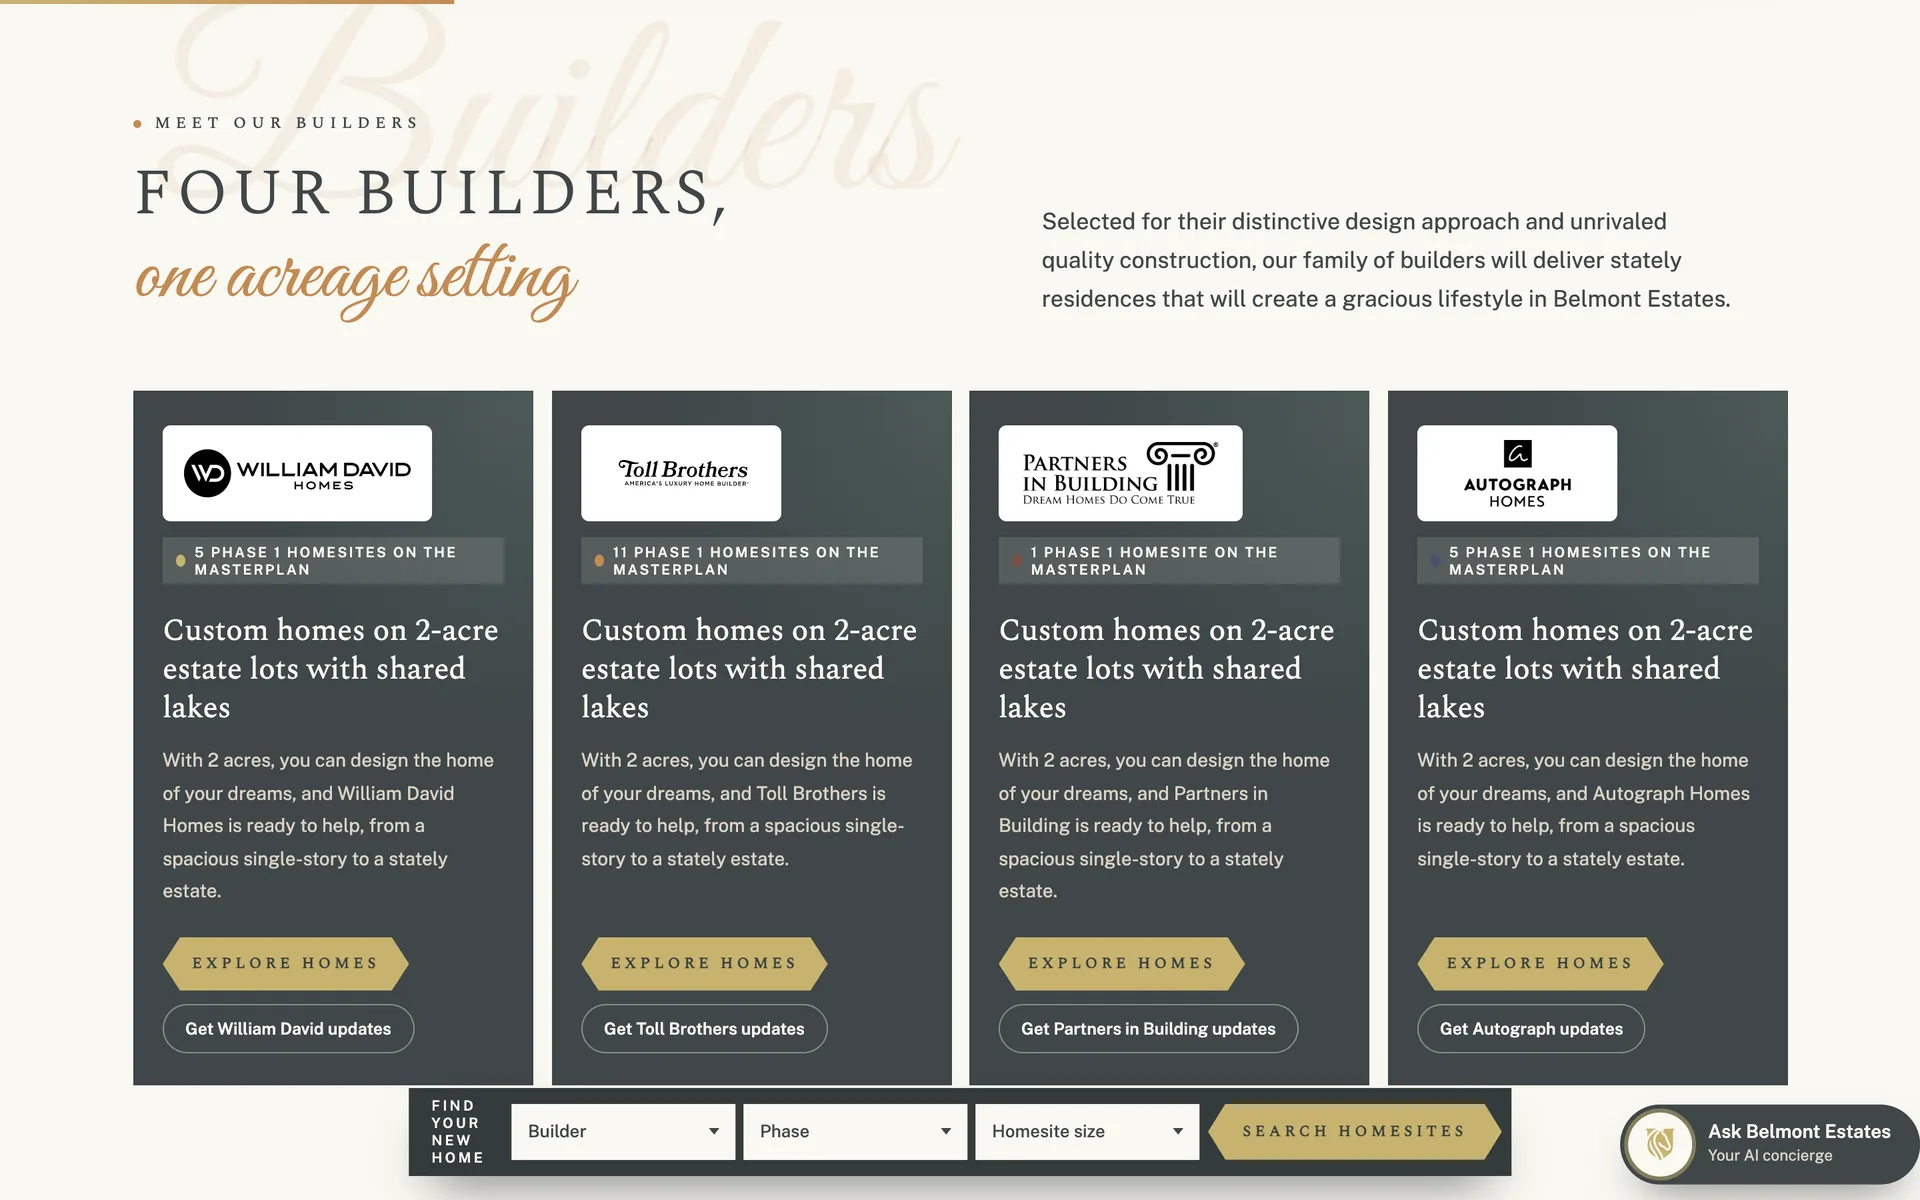 Builders
MEET OUR BUILDERS
FOUR BUILDERS,
one acreage setting
Selected for their distinctive design approach and unrivaled
quality construction, our family of builders will deliver stately
residences that will create a gracious lifestyle in Belmont Estates.
WD WILLIAM DAVID
HOMES
5 PHASE 1 HOMESITES ON THE
MASTERPLAN
Custom homes on 2-acre
estate lots with shared
lakes
With 2 acres, you can design the home
of your dreams, and William David
Homes is ready to help, from a
spacious single-story to a stately
estate.
EXPLORE HOMES
Get William David updates
Toll Brothers
AMERICA'S LUXURY HOME BUILDER
11 PHASE 1 HOMESITES ON THE
MASTERPLAN
Custom homes on 2-acre
estate lots with shared
lakes
With 2 acres, you can design the home
of your dreams, and Toll Brothers is
ready to help, from a spacious single-
story to a stately estate.
EXPLORE HOMES
Get Toll Brothers updates
PARTNERS
IN BUILDING
DREAM HOMES DO COME TRUE
1 PHASE 1 HOMESITE ON THE
MASTERPLAN
Custom homes on 2-acre
estate lots with shared
lakes
With 2 acres, you can design the home
of your dreams, and Partners in
Building is ready to help, from a
spacious single-story to a stately
estate.
EXPLORE HOMES
Get Partners in Building updates
a
AUTOGRAPH
HOMES
5 PHASE 1 HOMESITES ON THE
MASTERPLAN
Custom homes on 2-acre
estate lots with shared
lakes
With 2 acres, you can design the home
of your dreams, and Autograph Homes
is ready to help, from a spacious
single-story to a stately estate.
EXPLORE HOMES
Get Autograph updates
FIND
YOUR
NEW
HOME
Builder
Phase
Homesite size
SEARCH HOMESITES
Ask Belmont Estates
Your AI concierge